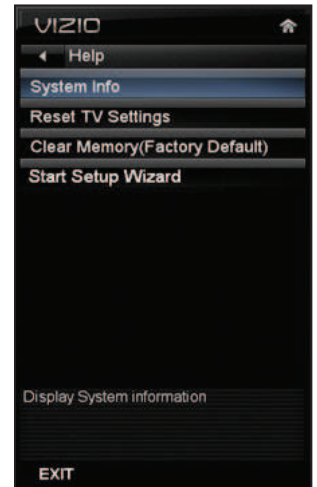 VIZIO
Help
System Info
Reset TV Settings
Clear Memory(Factory Default)
Start Setup Wizard
Display System information
EXIT